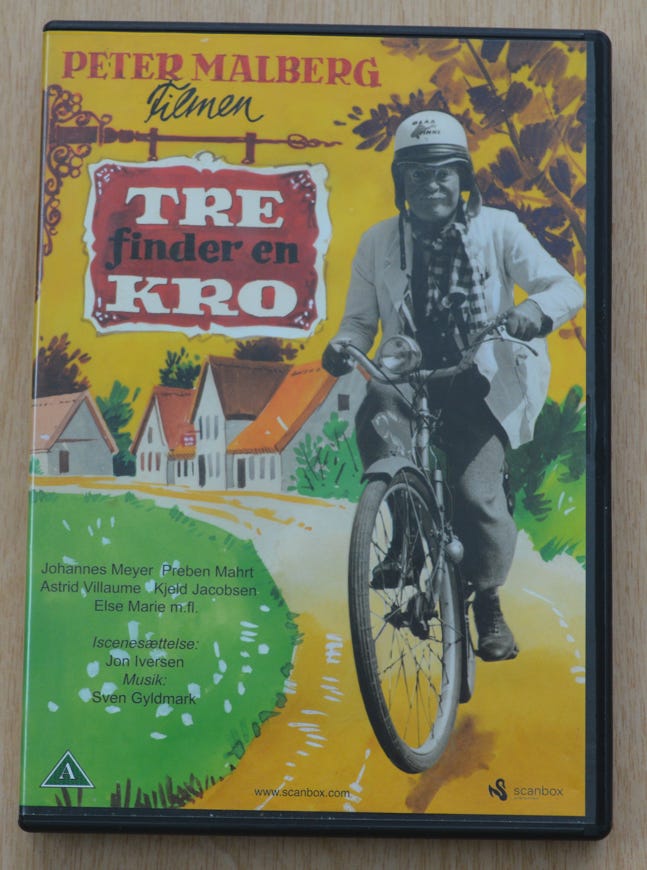 PETER MALBERG
Filmen
TRE
finder en
KRO
Johannes Meyer Preben Mahrt
Astrid Villaume Kjeld Jacobsen
Else Marie m.fl.
Iscenesættelse:
Jon Iversen
Musik:
Sven Gyldmark
A
www.scanbox.com
scanbox